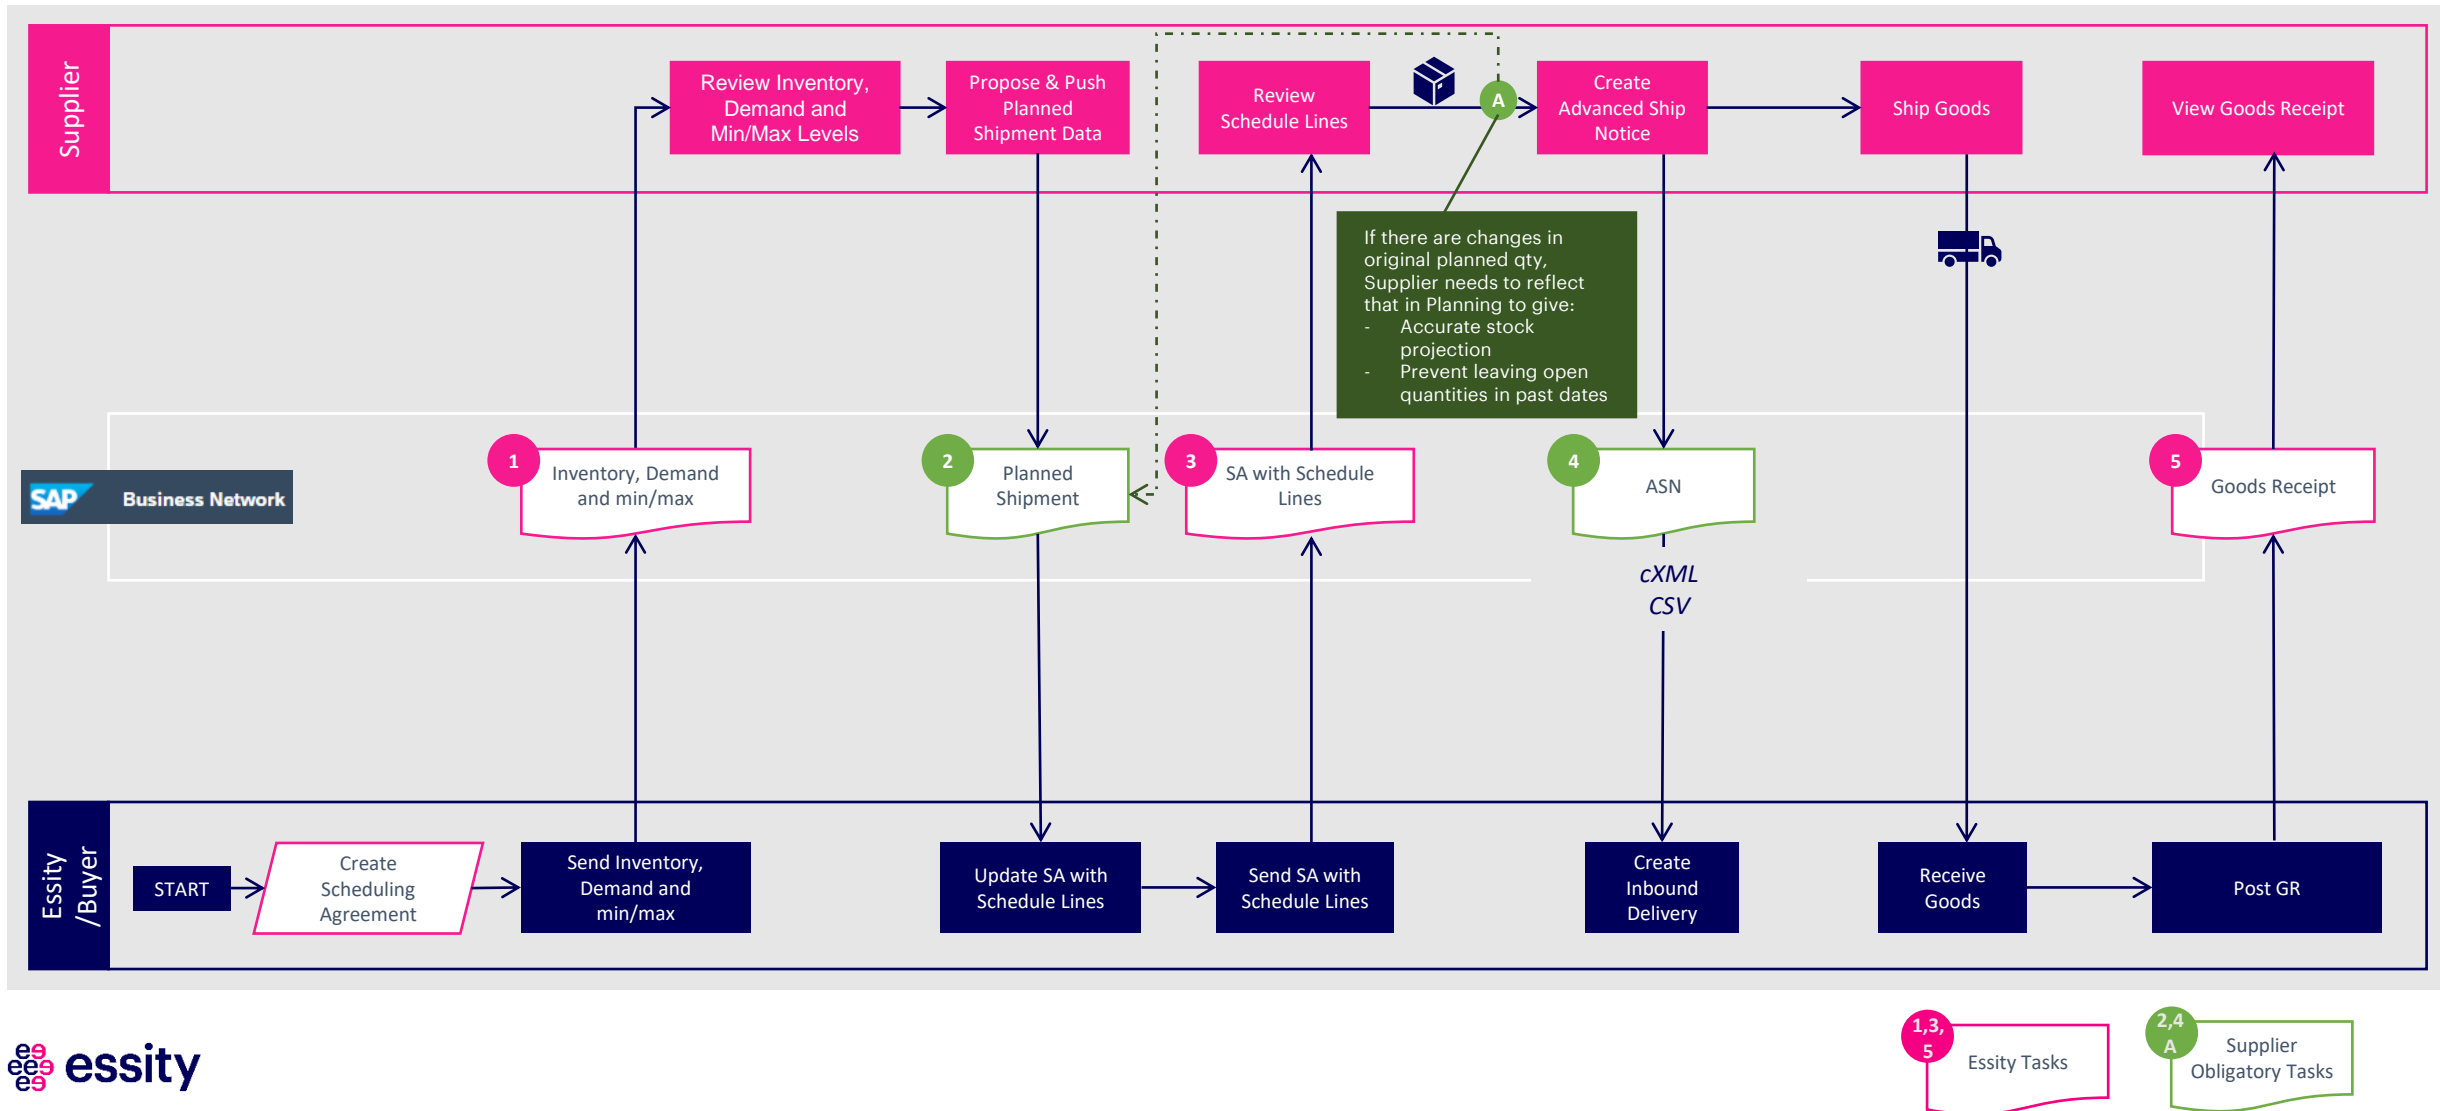 Supplier
Review Inventory,
Demand and
Min/Max Levels
Propose & Push
Planned
Shipment Data
Review
Schedule Lines
A
Create
Advanced Ship
Notice
Ship Goods
View Goods Receipt
If there are changes in
original planned qty,
Supplier needs to reflect
that in Planning to give:
- Accurate stock
projection
- Prevent leaving open
quantities in past dates
SAP Business Network
1
Inventory, Demand
and min/max
2
Planned
Shipment
3
SA with Schedule
Lines
4
ASN
5
Goods Receipt
cXML
CSV
Essity
/Buyer
START
Create
Scheduling
Agreement
Send Inventory,
Demand and
min/max
Update SA with
Schedule Lines
Send SA with
Schedule Lines
Create
Inbound
Delivery
Receive
Goods
Post GR
essity
1,3,
5
Essity Tasks
2,4
A
Supplier
Obligatory Tasks